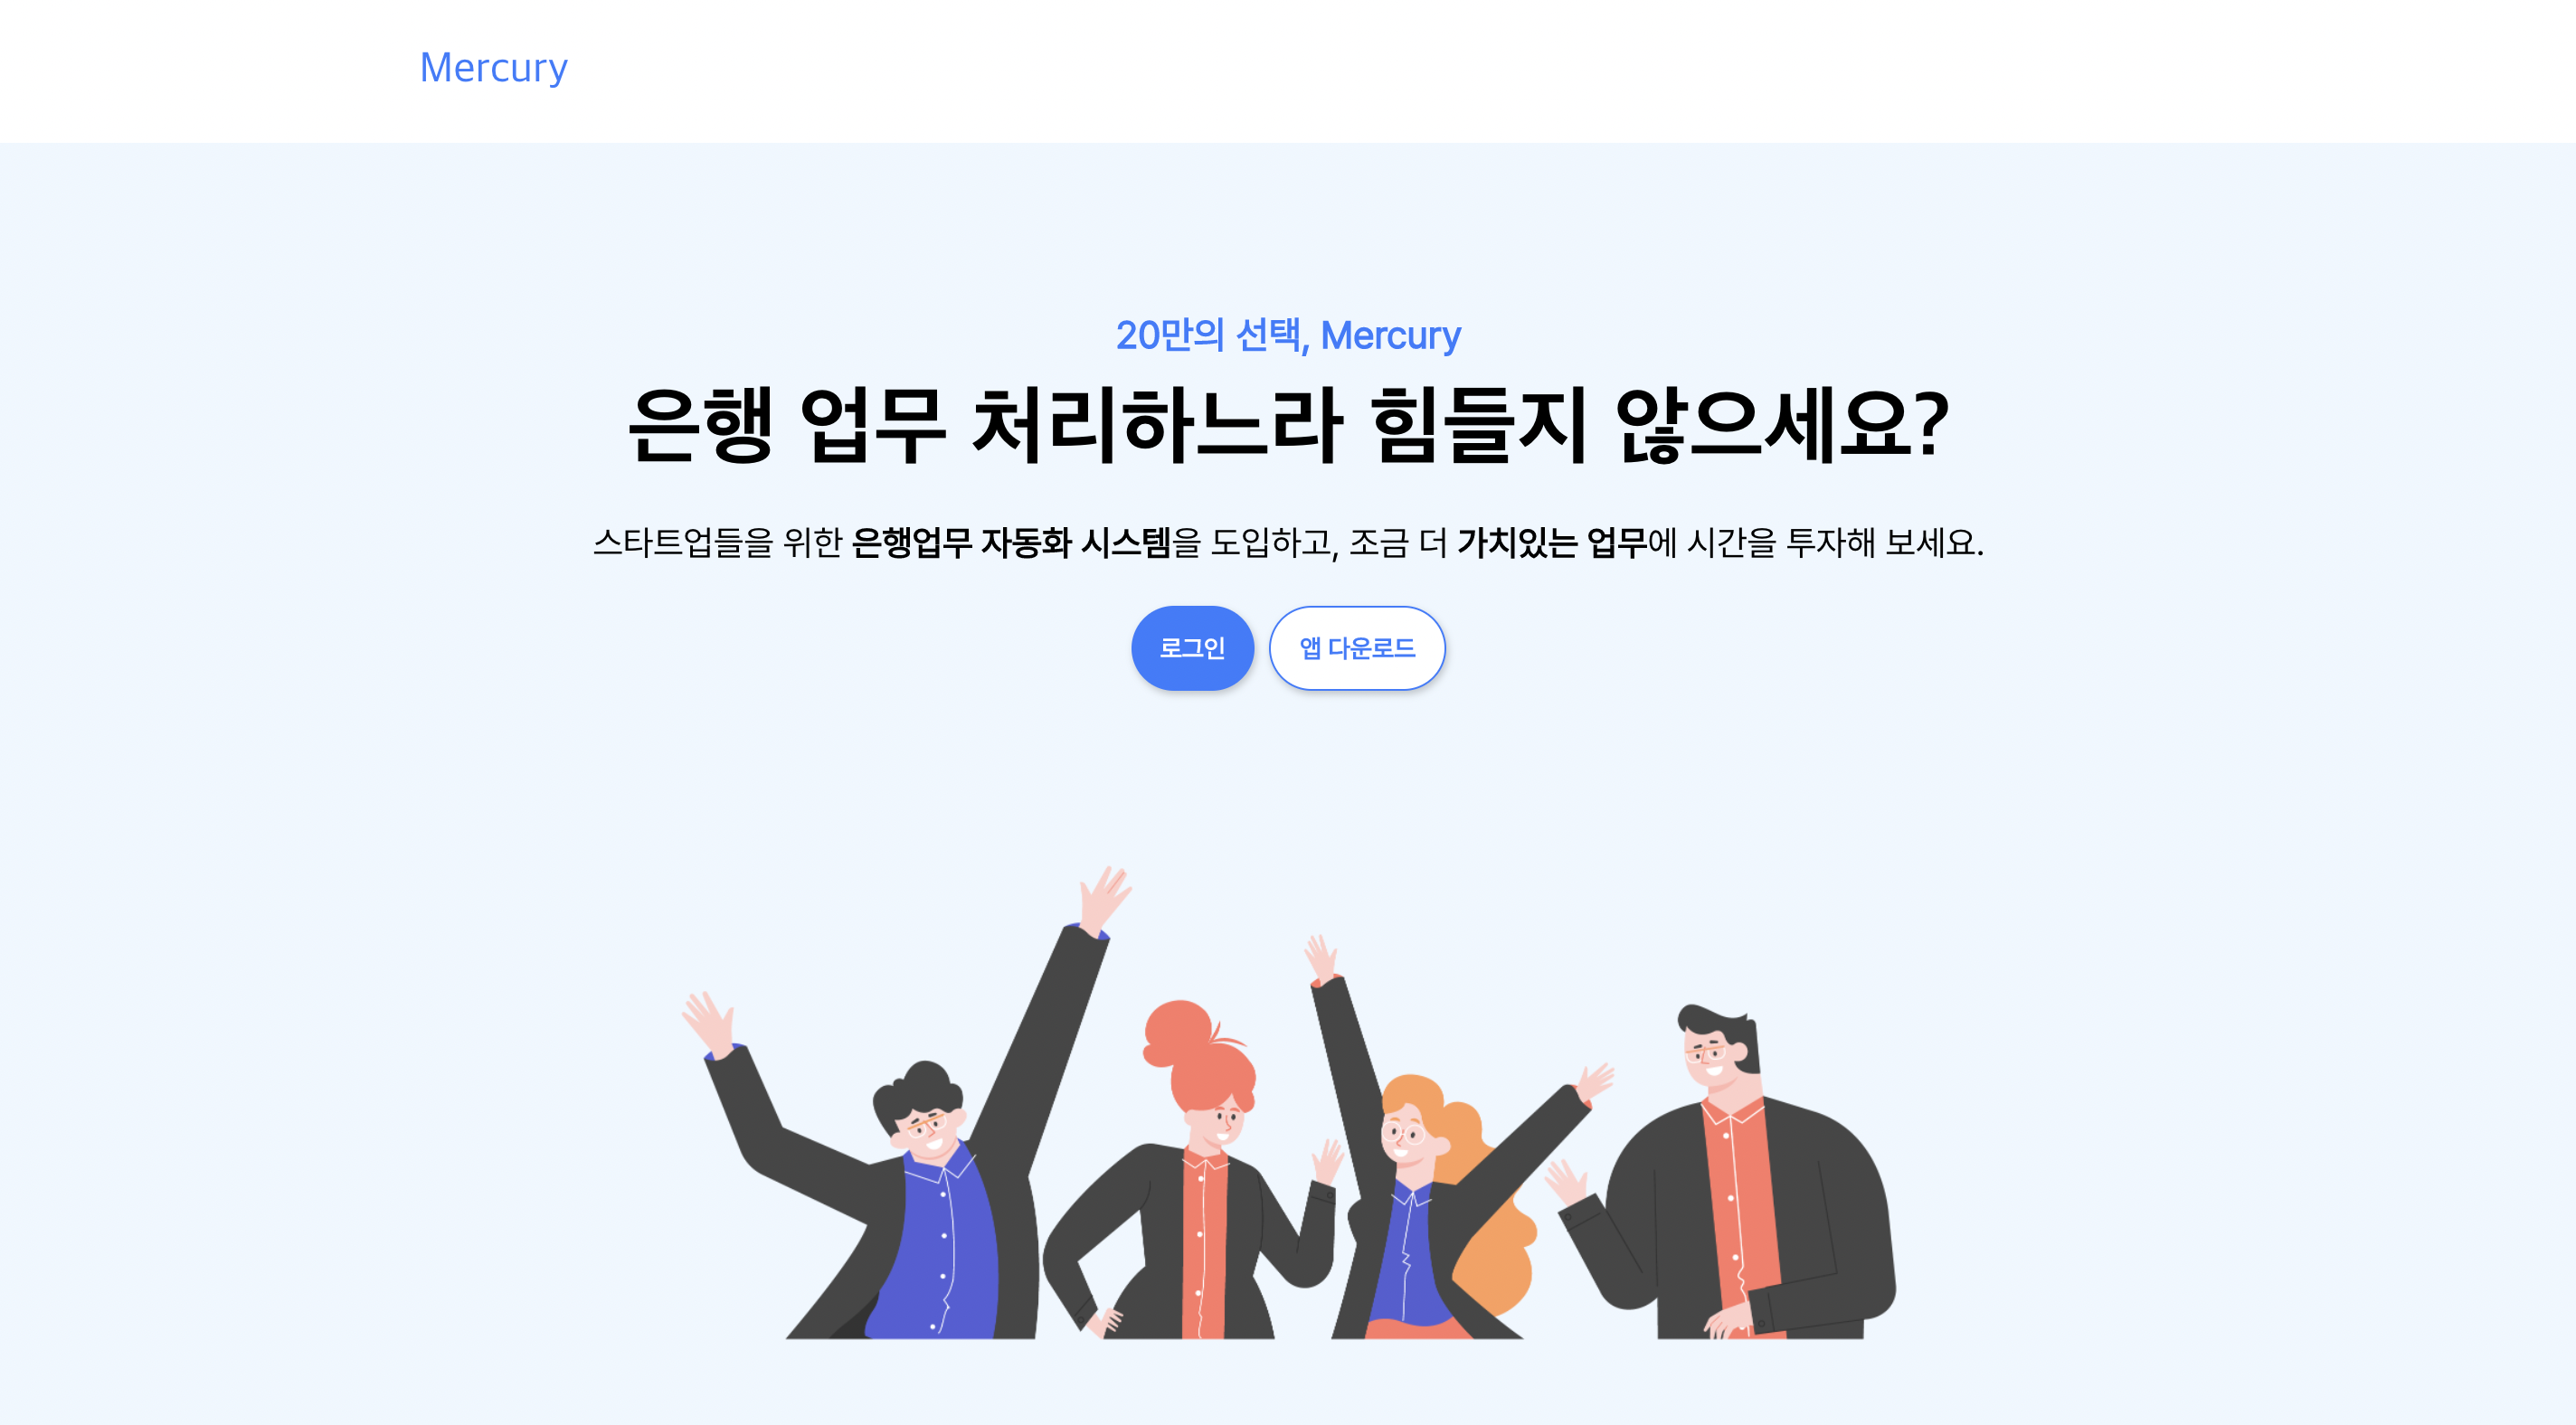 Mercury
20만의 선택, Mercury
은행 업무 처리하느라 힘들지 않으세요?
스타트업들을 위한 은행업무 자동화 시스템을 도입하고, 조금 더 가치있는 업무에 시간을 투자해 보세요.
로그인
앱 다운로드